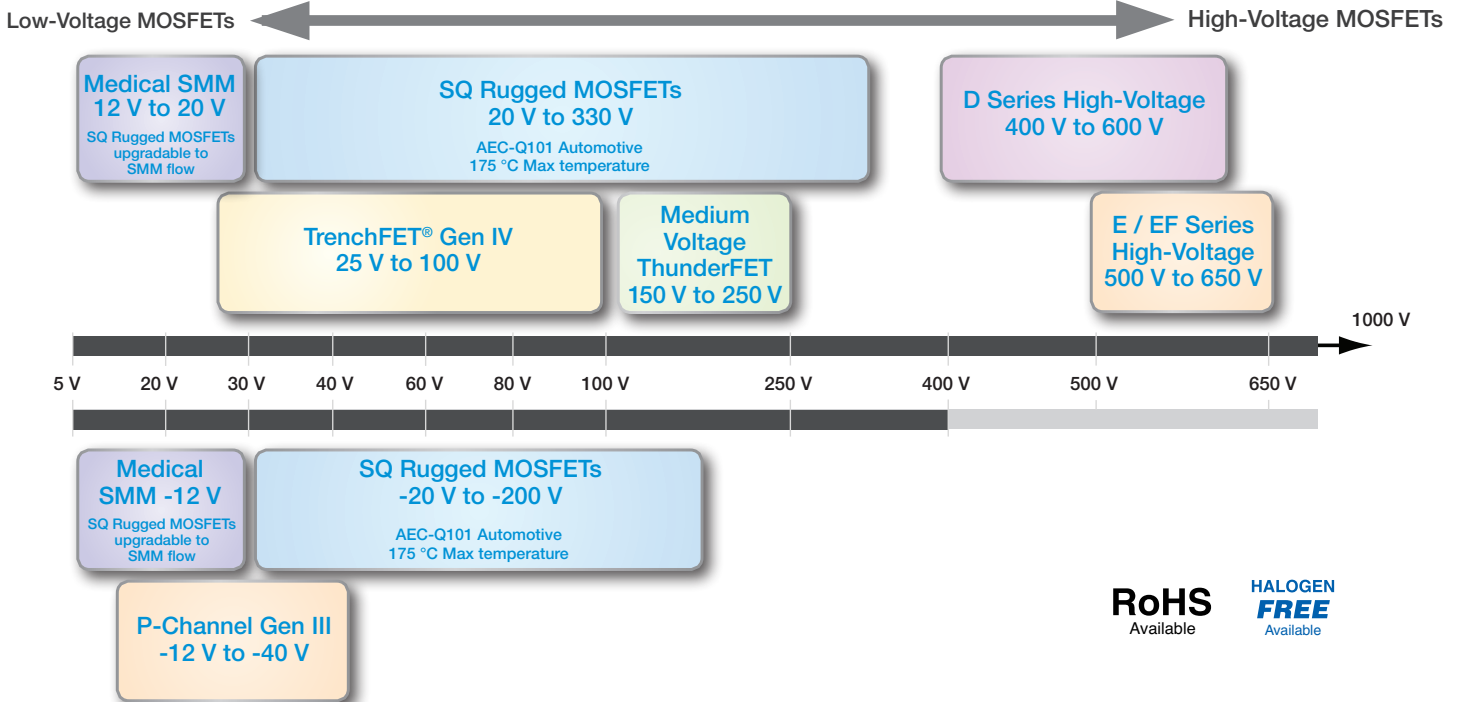 Low-Voltage MOSFETs
High-Voltage MOSFETs
Medical SMM
12 V to 20 V
SQ Rugged MOSFETs
upgradable to
SMM flow
SQ Rugged MOSFETs
20 V to 330 V
AEC-Q101 Automotive
175 °C Max temperature
D Series High-Voltage
400 V to 600 V
TrenchFET® Gen IV
25 V to 100 V
Medium
Voltage
ThunderFET
150 V to 250 V
E / EF Series
High-Voltage
500 V to 650 V
1000 V
5 V 20 V 30 V 40 V 60 V 80 V 100 V 250 V 400 V 500 V 650 V
Medical
SMM -12 V
SQ Rugged MOSFETs
upgradable to
SMM flow
SQ Rugged MOSFETs
-20 V to -200 V
AEC-Q101 Automotive
175 °C Max temperature
P-Channel Gen III
-12 V to -40 V
RoHS
Available
HALOGEN
FREE
Available